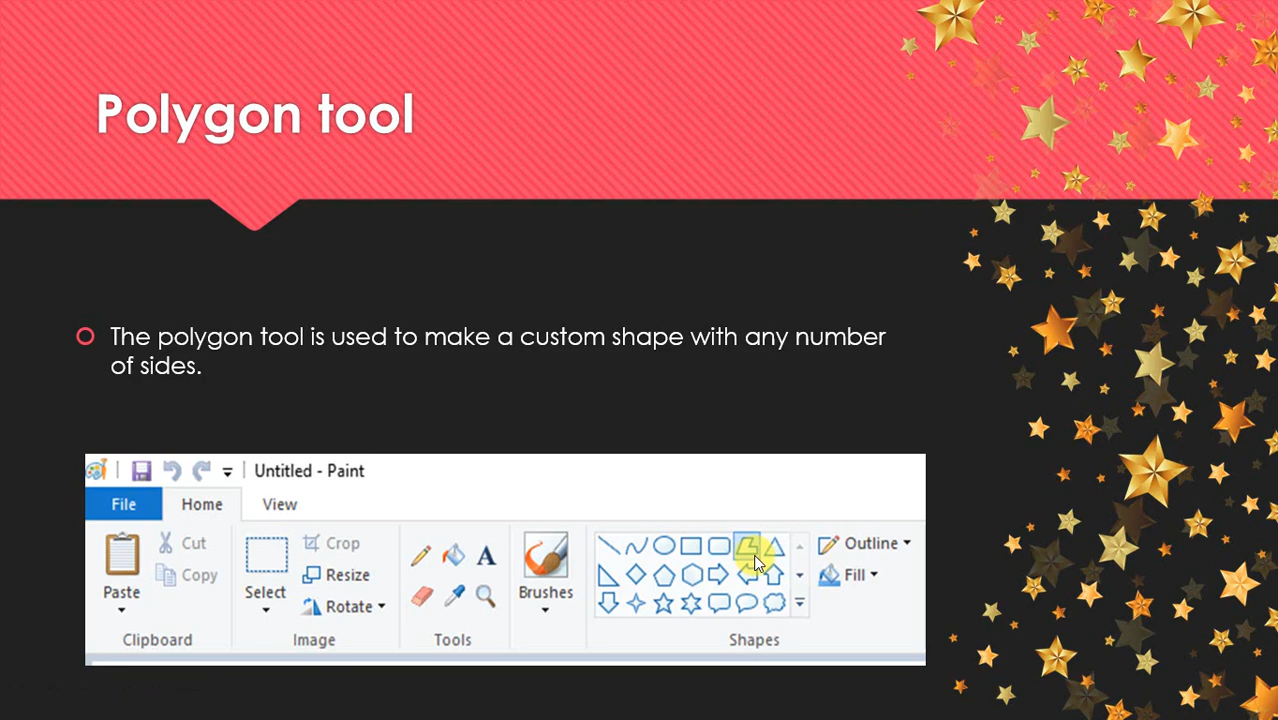 Polygon tool
The polygon tool is used to make a custom shape with any number
of sides.
Untitled - Paint
File Home View
Cut
Copy
Paste
Clipboard
Select
Crop
Resize
Rotate
Image
A
Tools
Brushes
Outline
Fill
Shapes